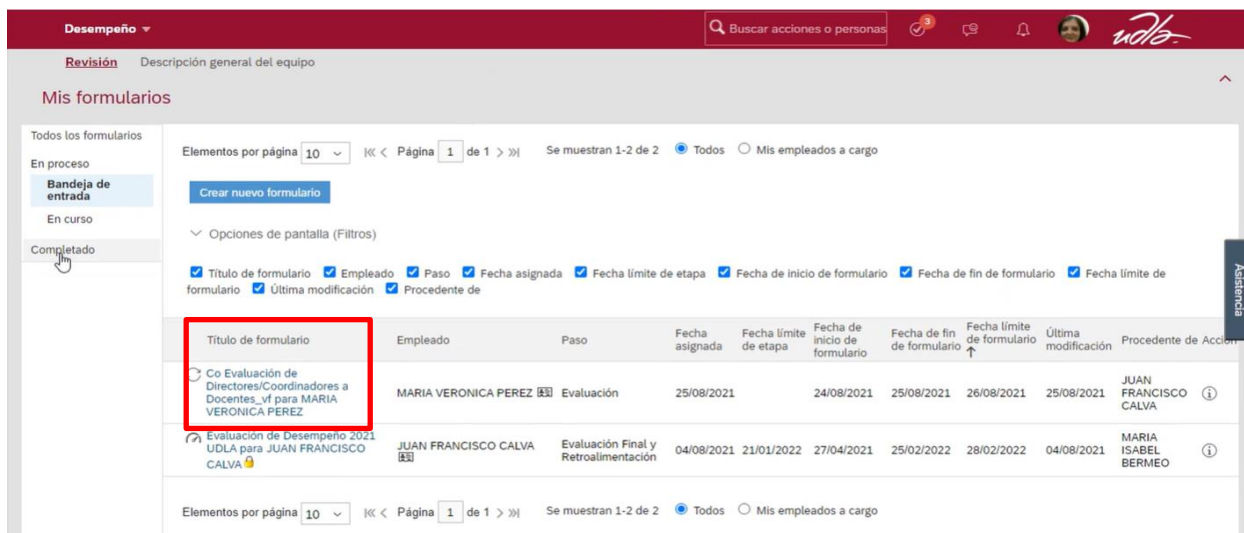 Desempeño
Buscar acciones o personas
3
udla
Revisión Descripción general del equipo
Mis formularios
Todos los formularios
En proceso
Bandeja de
entrada
En curso
Completado
Elementos por página 10 Página 1 de 1 Se muestran 1-2 de 2 Todos Mis empleados a cargo
Crear nuevo formulario
Opciones de pantalla (Filtros)
Título de formulario Empleado Paso Fecha asignada Fecha límite de etapa Fecha de inicio de formulario Fecha de fin de formulario Fecha límite de
formulario Última modificación Procedente de
Asistencia
Título de formulario
Empleado
Paso
Fecha
asignada
Fecha límite
de etapa
Fecha de
inicio de
formulario
Fecha de fin
de formulario
Fecha límite
de formulario
Última
modificación
Procedente de
Acción
Co Evaluación de
Directores/Coordinadores a
Docentes_vf para MARIA
VERONICA PEREZ
MARIA VERONICA PEREZ
Evaluación
25/08/2021
24/08/2021
25/08/2021
26/08/2021
25/08/2021
JUAN
FRANCISCO
CALVA
Evaluación de Desempeño 2021
UDLA para JUAN FRANCISCO
CALVA
JUAN FRANCISCO CALVA
Evaluación Final y
Retroalimentación
04/08/2021
21/01/2022
27/04/2021
25/02/2022
28/02/2022
04/08/2021
MARIA
ISABEL
BERMEO
Elementos por página 10 Página 1 de 1 Se muestran 1-2 de 2 Todos Mis empleados a cargo